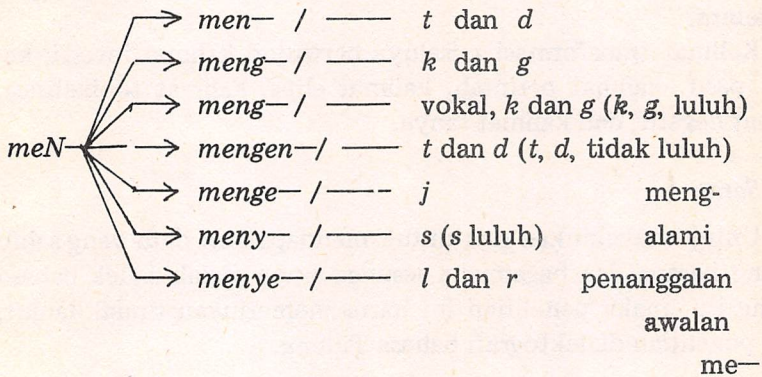 men— / —— t dan d
meng— / —— k dan g
meng— / —— vokal, k dan g (k, g, luluh)
meN— mengen— / —— t dan d (t, d, tidak luluh)
menge— / —— j meng-
meny— / —— s (s luluh) alami
menye— / —— l dan r penanggalan
awalan
me—